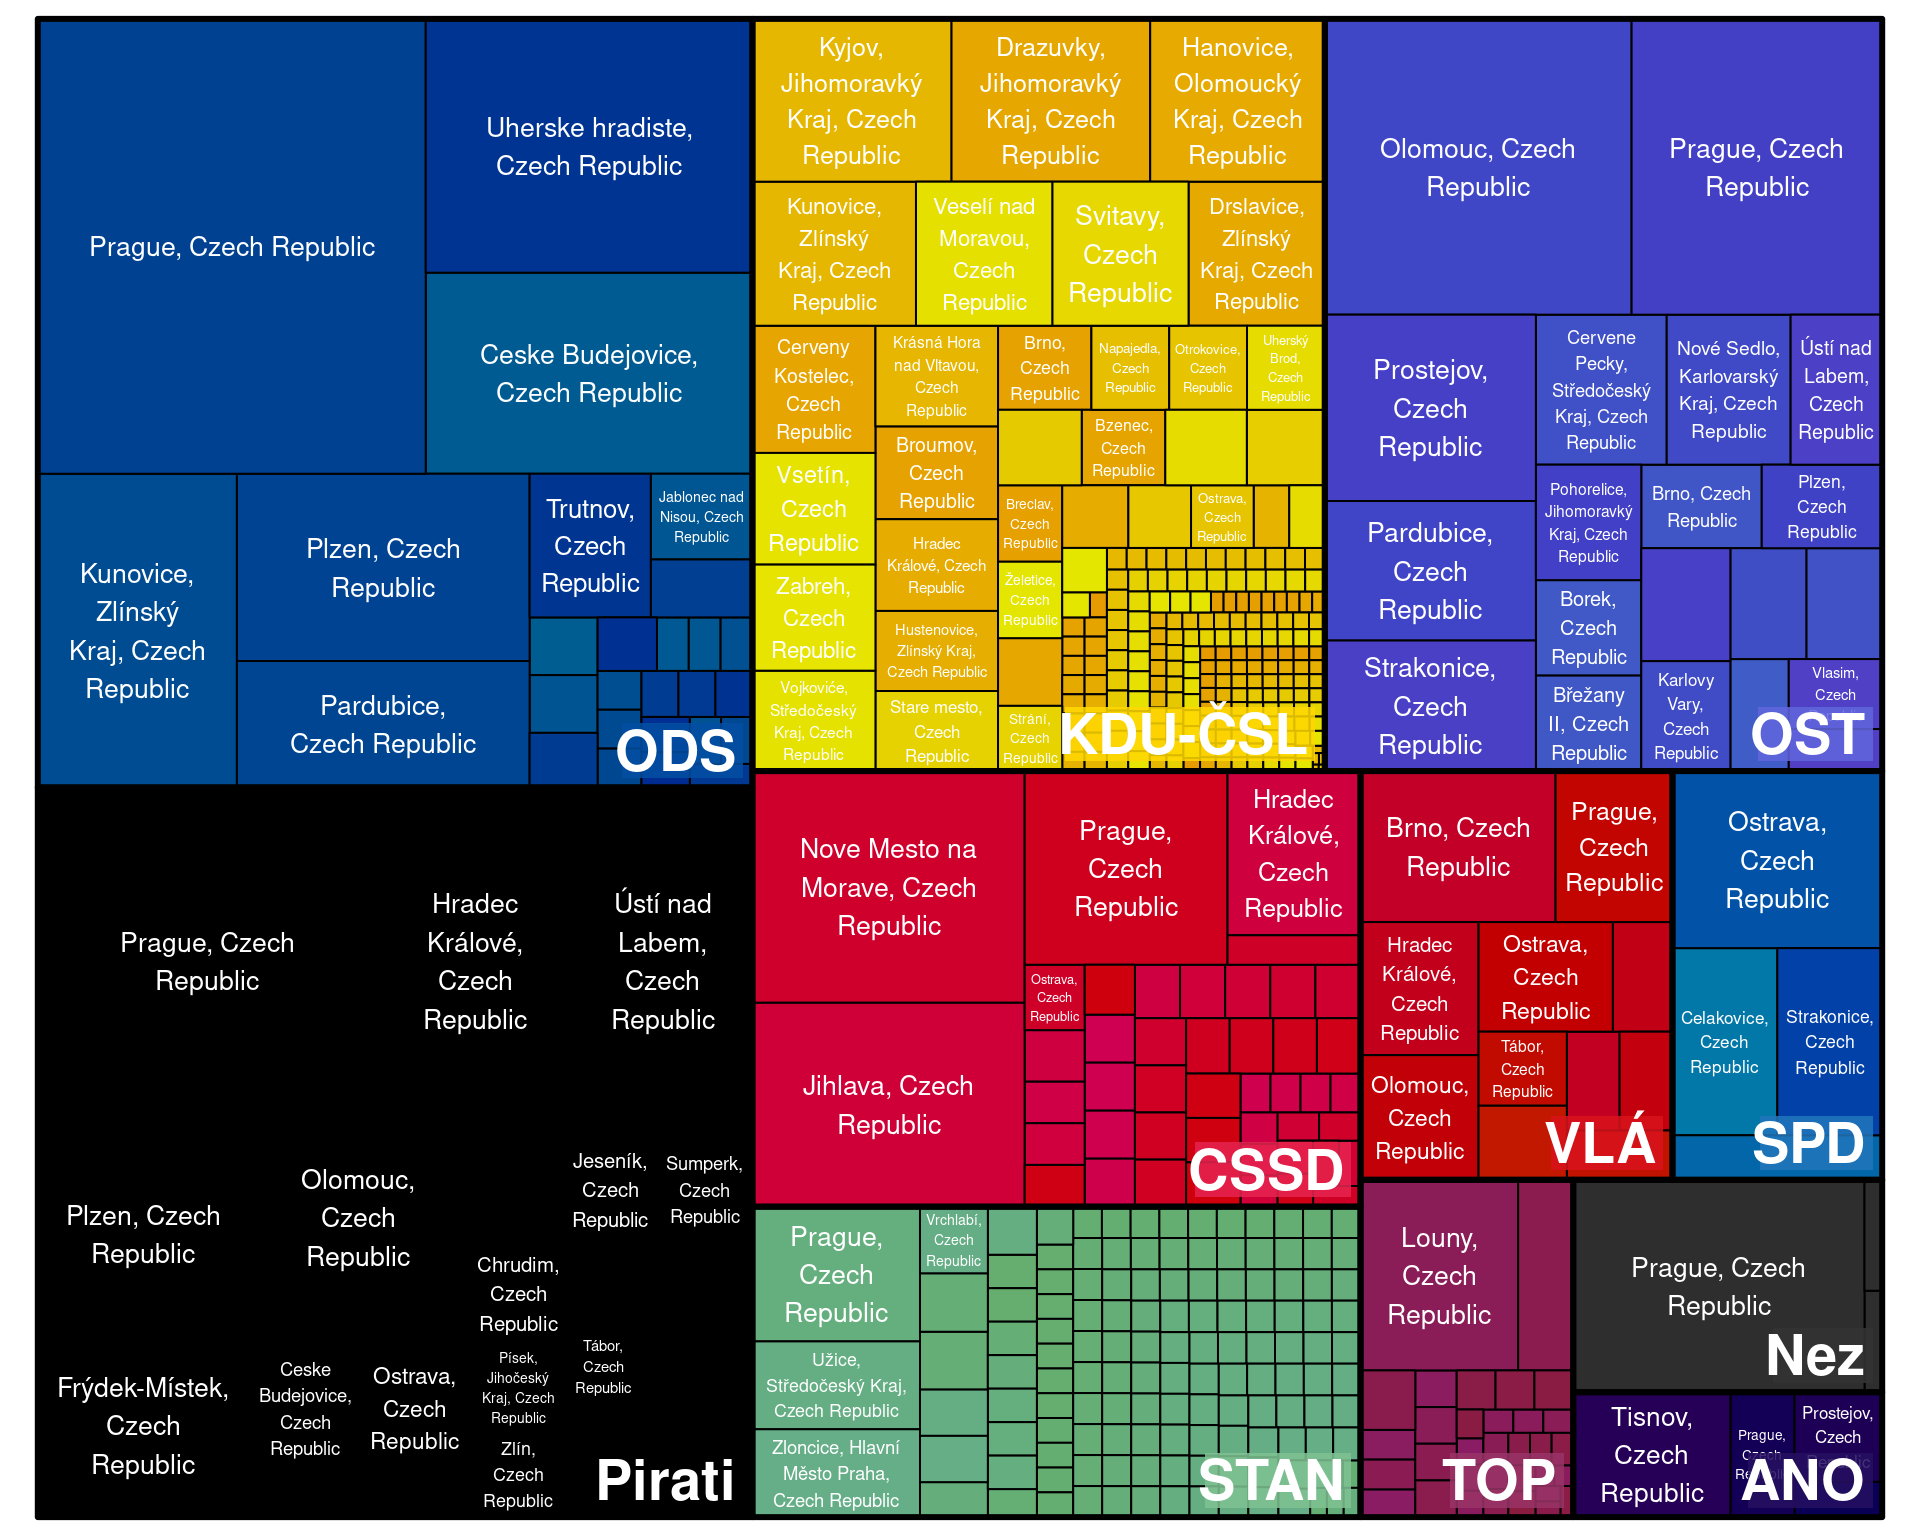 Prague, Czech Republic
Uherske hradiste,
Czech Republic
Ceske Budejovice,
Czech Republic
Kunovice,
Zlínský
Kraj, Czech
Republic
Plzen, Czech
Republic
Pardubice,
Czech Republic
Trutnov,
Czech
Republic
Jablonec nad
Nisou, Czech
Republic
ODS
Kyjov,
Jihomoravký
Kraj, Czech
Republic
Drazuvky,
Jihomoravký
Kraj, Czech
Republic
Hanovice,
Olomoucký
Kraj, Czech
Republic
Kunovice,
Zlínský
Kraj, Czech
Republic
Veselí nad
Moravou,
Czech
Republic
Svitavy,
Czech
Republic
Drslavice,
Zlínský
Kraj, Czech
Republic
Cerveny
Kostelec,
Czech
Republic
Krásná Hora
nad Vltavou,
Czech
Republic
Brno,
Czech
Republic
Napajedla,
Czech
Republic
Otrokovice,
Czech
Republic
Uherský
Brod,
Czech
Republic
Bzenec,
Czech
Republic
Vsetín,
Czech
Republic
Broumov,
Czech
Republic
Breclav,
Czech
Republic
Ostrava,
Czech
Republic
Hradec
Králové, Czech
Republic
Zabreh,
Czech
Republic
Želetice,
Czech
Republic
Hustenovice,
Zlínský Kraj,
Czech Republic
Vojkoviće,
Středočeský
Kraj, Czech
Republic
Stare mesto,
Czech
Republic
Strání,
Czech
Republic
KDU-ČSL
Olomouc, Czech
Republic
Prague, Czech
Republic
Prostejov,
Czech
Republic
Cervene
Pecky,
Středočeský
Kraj, Czech
Republic
Nové Sedlo,
Karlovarský
Kraj, Czech
Republic
Ústí nad
Labem,
Czech
Republic
Pohorelice,
Jihomoravký
Kraj, Czech
Republic
Brno, Czech
Republic
Plzen,
Czech
Republic
Pardubice,
Czech
Republic
Borek,
Czech
Republic
Strakonice,
Czech
Republic
Břežany
II, Czech
Republic
Karlovy
Vary,
Czech
Republic
Vlasim,
Czech
OST
Prague, Czech
Republic
Hradec
Králové,
Czech
Republic
Ústí nad
Labem,
Czech
Republic
Plzen, Czech
Republic
Olomouc,
Czech
Republic
Jeseník,
Czech
Republic
Sumperk,
Czech
Republic
Chrudim,
Czech
Republic
Frýdek-Místek,
Czech
Republic
Ceske
Budejovice,
Czech
Republic
Ostrava,
Czech
Republic
Písek,
Jihočeský
Kraj, Czech
Republic
Tábor,
Czech
Republic
Zlín,
Czech
Republic
Pirati
Nove Mesto na
Morave, Czech
Republic
Prague,
Czech
Republic
Hradec
Králové,
Czech
Republic
Ostrava,
Czech
Republic
Jihlava, Czech
Republic
CSSD
Brno, Czech
Republic
Prague,
Czech
Republic
Hradec
Králové,
Czech
Republic
Ostrava,
Czech
Republic
Tábor,
Czech
Republic
Olomouc,
Czech
Republic
VLÁ
Ostrava,
Czech
Republic
Celakovice,
Czech
Republic
Strakonice,
Czech
Republic
SPD
Prague,
Czech
Republic
Vrchlabí,
Czech
Republic
Užice,
Středočeský Kraj,
Czech Republic
Zloncice, Hlavní
Město Praha,
Czech Republic
STAN
Louny,
Czech
Republic
TOP
Prague, Czech
Republic
Nez
Tisnov,
Czech
Republic
Prague,
Prostejov,
Czech
ANO